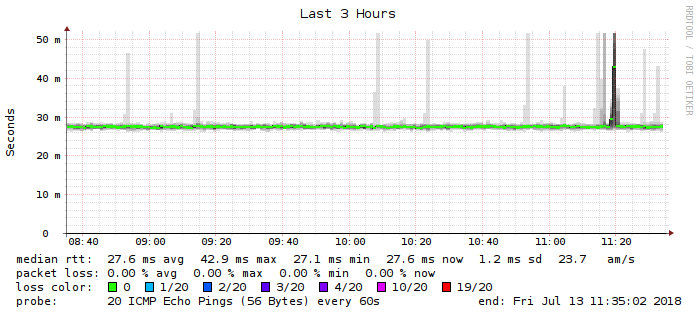 Last 3 Hours
RRDTOOL / TOBI OETIKER
Seconds
50 m
40 m
30 m
20 m
10 m
0
08:40 09:00 09:20 09:40 10:00 10:20 10:40 11:00 11:20
median rtt: 27.6 ms avg 42.9 ms max 27.1 ms min 27.6 ms now 1.2 ms sd 23.7 am/s
packet loss: 0.00 % avg 0.00 % max 0.00 % min 0.00 % now
loss color: 0 1/20 2/20 3/20 4/20 10/20 19/20
probe: 20 ICMP Echo Pings (56 Bytes) every 60s end: Fri Jul 13 11:35:02 2018